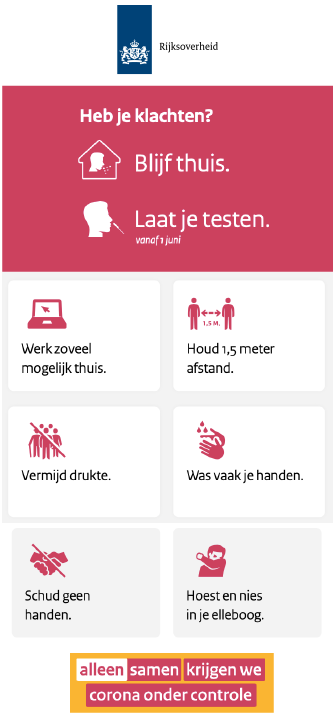 Rijksoverheid
Heb je klachten?
Blijf thuis.
Laat je testen.
vanaf 1 juni
Werk zoveel
mogelijk thuis.
1,5 M.
Houd 1,5 meter
afstand.
Vermijd drukte.
Was vaak je handen.
Schud geen
handen.
Hoest en nies
in je elleboog.
alleen samen krijgen we
corona onder controle